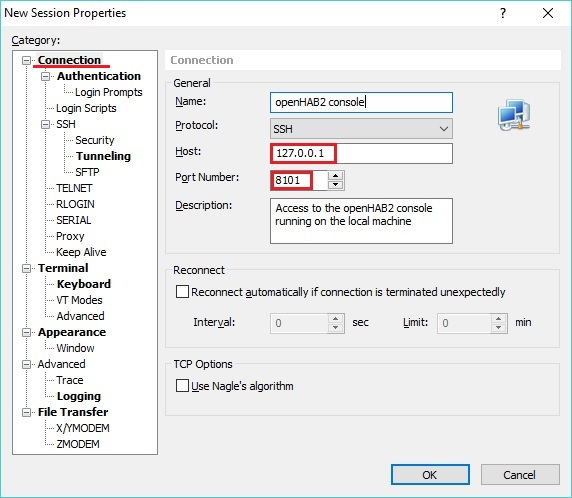 New Session Properties
Category:
Connection
Authentication
Login Prompts
Login Scripts
SSH
Security
Tunneling
SFTP
TELNET
RLOGIN
SERIAL
Proxy
Keep Alive
Terminal
Keyboard
VT Modes
Advanced
Appearance
Window
Advanced
Trace
Logging
File Transfer
X/YMODEM
ZMODEM
Connection
General
Name: openHAB2 console
Protocol: SSH
Host: 127.0.0.1
Port Number: 8101
Description: Access to the openHAB2 console
running on the local machine
Reconnect
Reconnect automatically if connection is terminated unexpectedly
Interval: 0 sec Limit: 0 min
TCP Options
Use Nagle's algorithm
OK Cancel